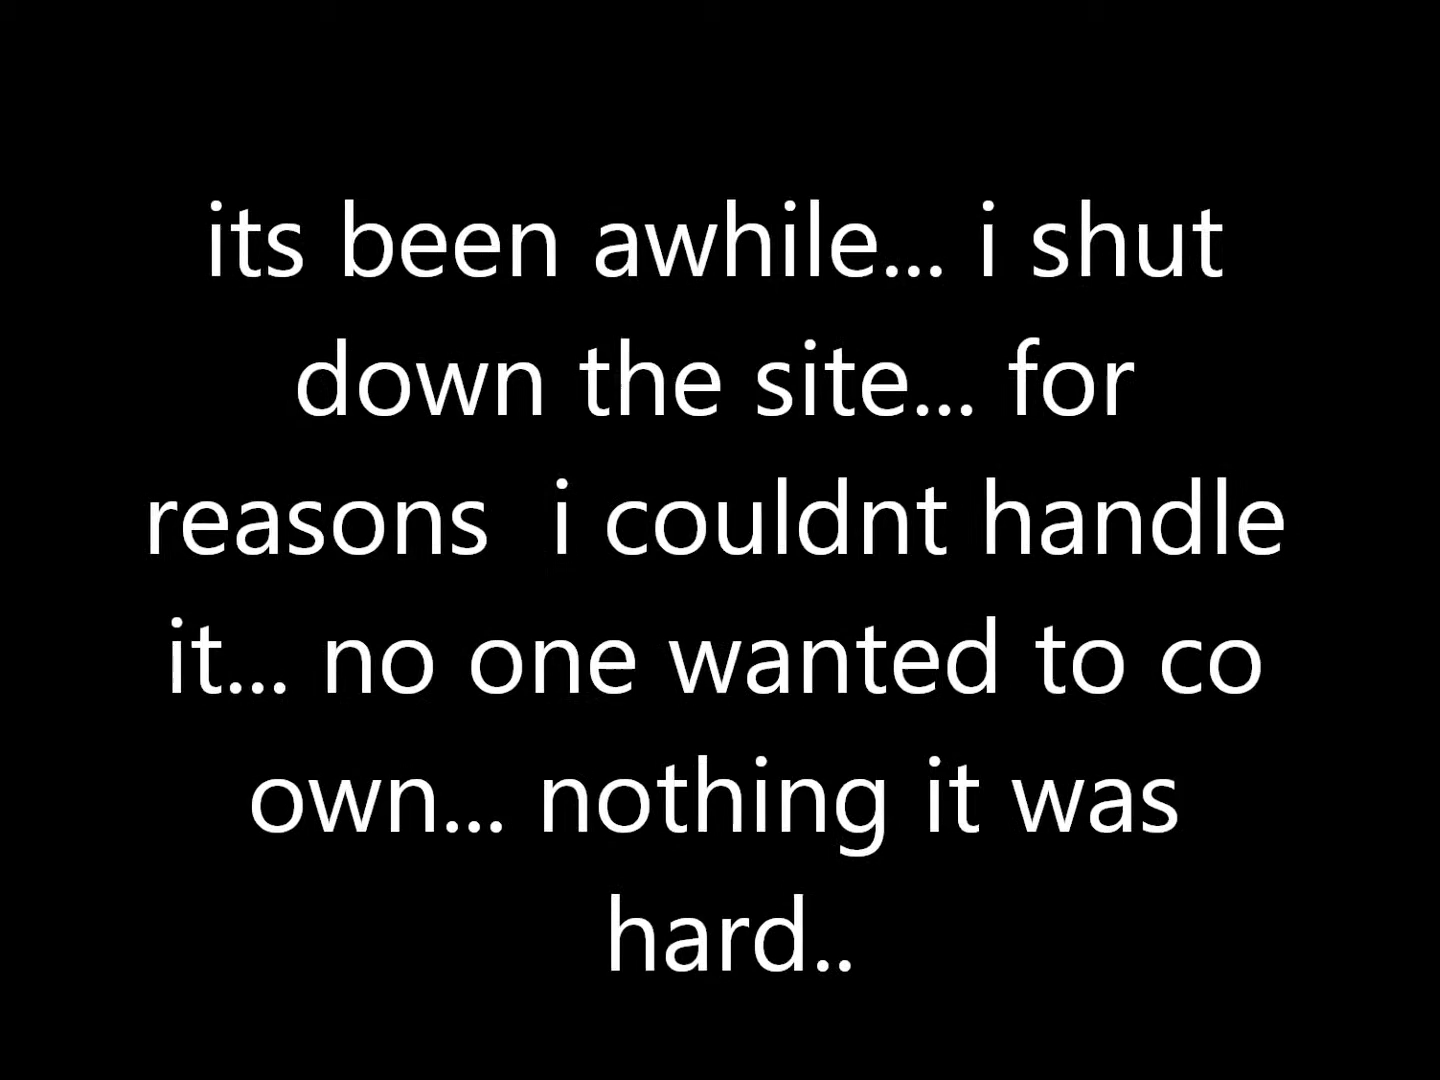 its been awhile... i shut
down the site... for
reasons  i couldnt handle
it... no one wanted to co
own... nothing it was
hard..